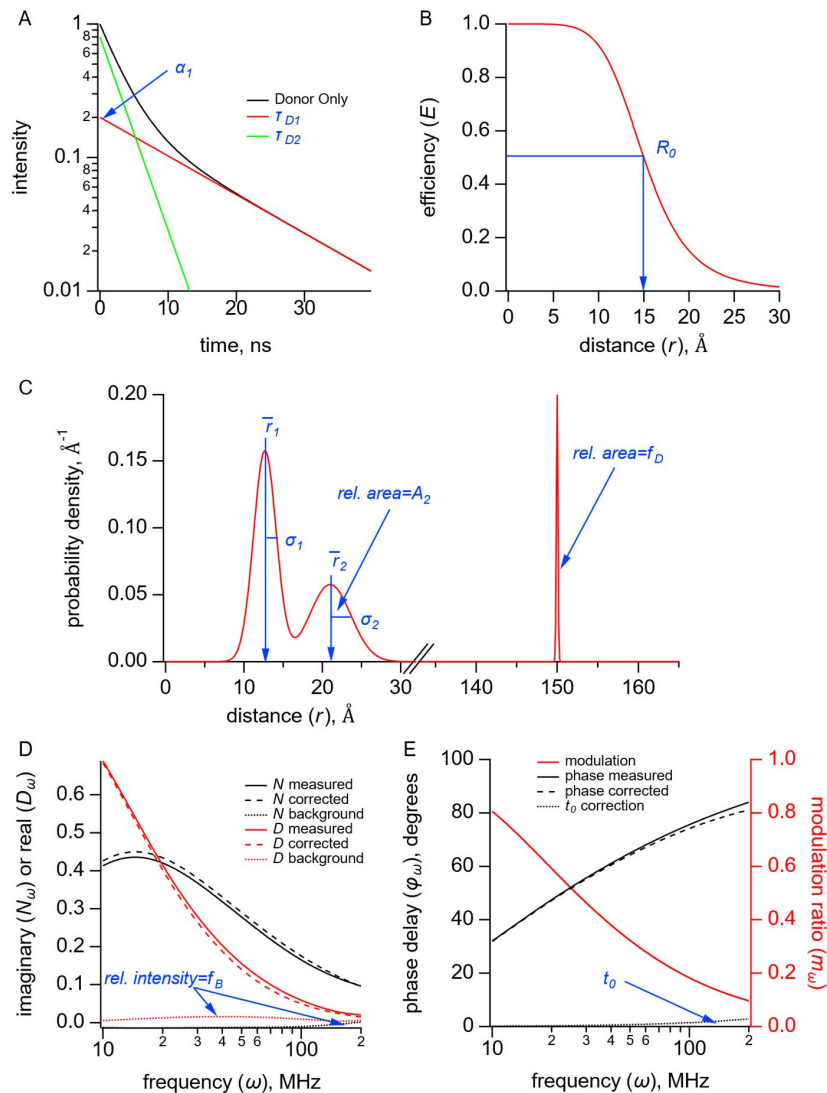 A
1
8
6
4
2
0.1
8
6
4
2
0.01
intensity
0
10
20
30
time, ns
α1
Donor Only
τD1
τD2
B
1.0
0.8
0.6
0.4
0.2
0.0
efficiency (E)
R0
0
5
10
15
20
25
30
distance (r), Å
C
0.20
0.15
0.10
0.05
0.00
probability density, Å-1
r̅1
σ1
rel. area=A2
r̅2
σ2
rel. area=fD
0
10
20
30
140
150
160
distance (r), Å
D
0.6
0.5
0.4
0.3
0.2
0.1
0.0
imaginary (Nω) or real (Dω)
N measured
N corrected
N background
D measured
D corrected
D background
rel. intensity=fB
10
2
3
4
5
6
100
2
frequency (ω), MHz
E
100
80
60
40
20
0
phase delay (φω), degrees
modulation
phase measured
phase corrected
t0 correction
t0
1.0
0.8
0.6
0.4
0.2
0.0
modulation ratio (mω)
10
2
3
4
5
6
100
2
frequency (ω), MHz